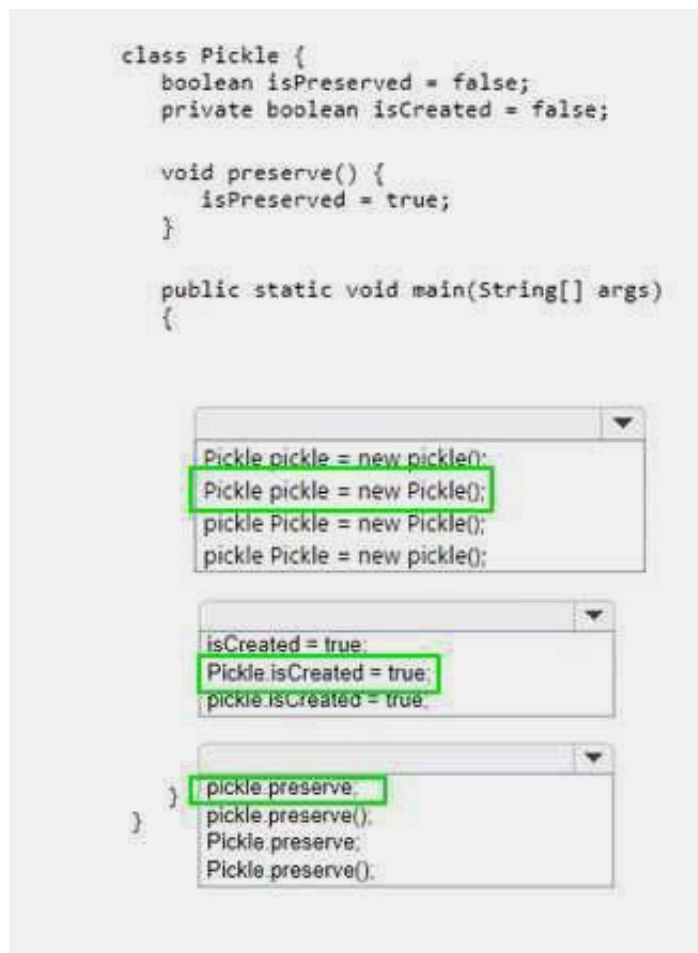 class Pickle {
boolean isPreserved = false;
private boolean isCreated = false;
void preserve() {
isPreserved = true;
}
public static void main(String[] args)
{
Pickle pickle = new pickle();
Pickle pickle = new Pickle();
pickle Pickle = new Pickle();
pickle Pickle = new pickle();
isCreated = true;
Pickle.isCreated = true;
pickle.isCreated = true;
pickle.preserve;
pickle.preserve();
Pickle.preserve;
Pickle.preserve();
}
}